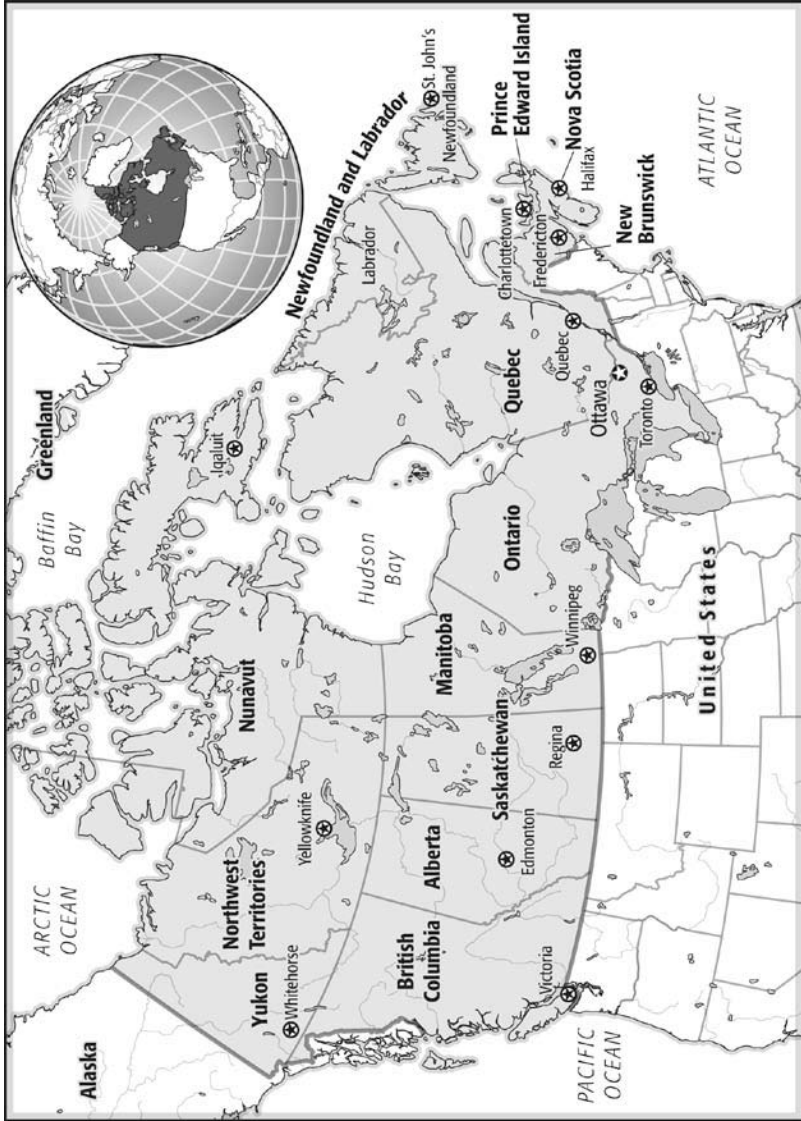 ARCTIC
OCEAN
Baffin
Bay
Greenland
Alaska
Yukon
Whitehorse
Northwest
Territories
Yellowknife
Nunavut
Iqaluit
Hudson
Bay
Newfoundland and Labrador
Labrador
St. John's
Newfoundland
British
Columbia
Victoria
Alberta
Edmonton
Saskatchewan
Regina
Manitoba
Winnipeg
Ontario
Toronto
Ottawa
Quebec
Quebec
Prince
Edward Island
Charlottetown
Fredericton
New
Brunswick
Nova Scotia
Halifax
PACIFIC
OCEAN
United States
ATLANTIC
OCEAN